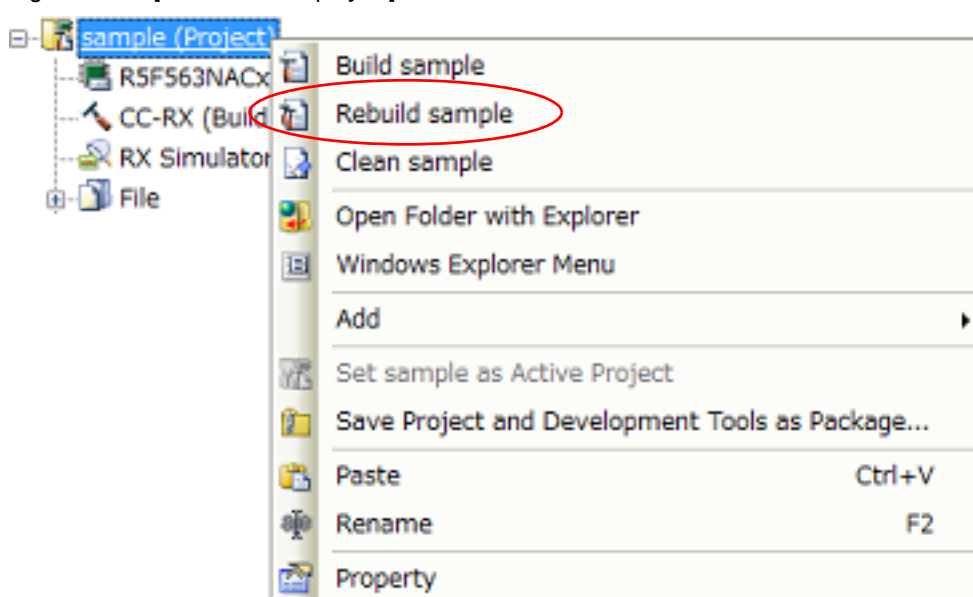 sample (Project)
R5F563NACx
CC-RX (Build
RX Simulator
File
Build sample
Rebuild sample
Clean sample
Open Folder with Explorer
Windows Explorer Menu
Add
Set sample as Active Project
Save Project and Development Tools as Package...
Paste Ctrl+V
Rename F2
Property